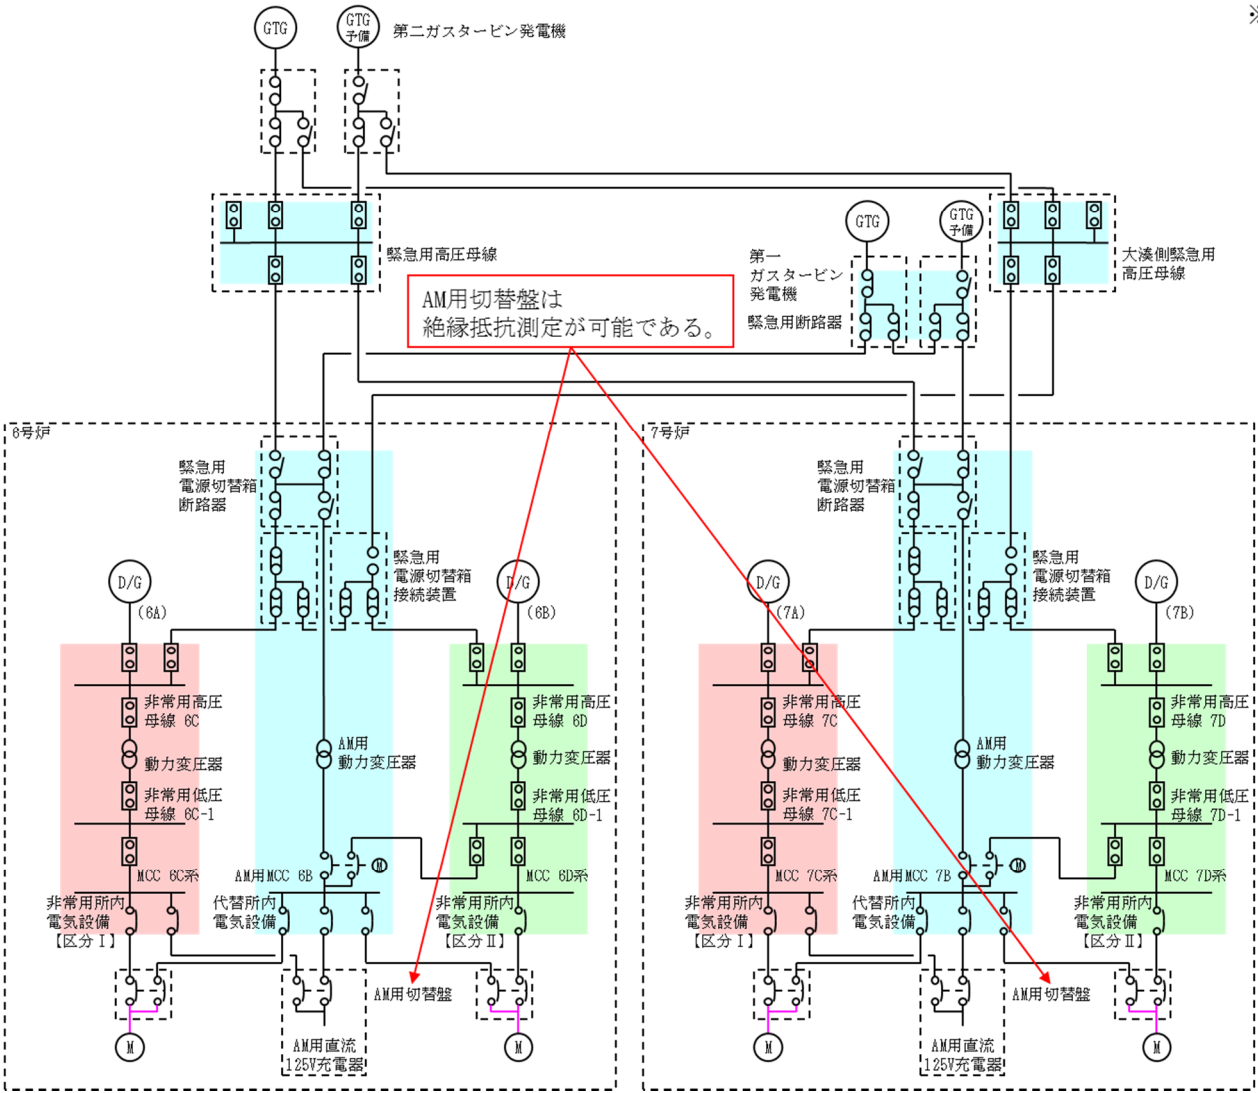 ※
GTG
GTG
予備
第二ガスタービン発電機
緊急用高圧母線
GTG
GTG
予備
第一
ガスタービン
発電機
緊急用断路器
大湊側緊急用
高圧母線
AM用切替盤は
絶縁抵抗測定が可能である。
6号炉
緊急用
電源切替箱
断路器
緊急用
電源切替箱
接続装置
D/G
(6A)
D/G
(6B)
非常用高圧
母線 6C
動力変圧器
非常用低圧
母線 6C-1
MCC 6C系
非常用所内
電気設備
【区分Ⅰ】
AM用
動力変圧器
AM用MCC 6B
M
代替所内
電気設備
非常用高圧
母線 6D
動力変圧器
非常用低圧
母線 6D-1
MCC 6D系
非常用所内
電気設備
【区分Ⅱ】
AM用切替盤
M
AM用直流
125V充電器
M
7号炉
緊急用
電源切替箱
断路器
緊急用
電源切替箱
接続装置
D/G
(7A)
D/G
(7B)
非常用高圧
母線 7C
動力変圧器
非常用低圧
母線 7C-1
MCC 7C系
非常用所内
電気設備
【区分Ⅰ】
AM用
動力変圧器
AM用MCC 7B
M
代替所内
電気設備
非常用高圧
母線 7D
動力変圧器
非常用低圧
母線 7D-1
MCC 7D系
非常用所内
電気設備
【区分Ⅱ】
AM用切替盤
M
AM用直流
125V充電器
M